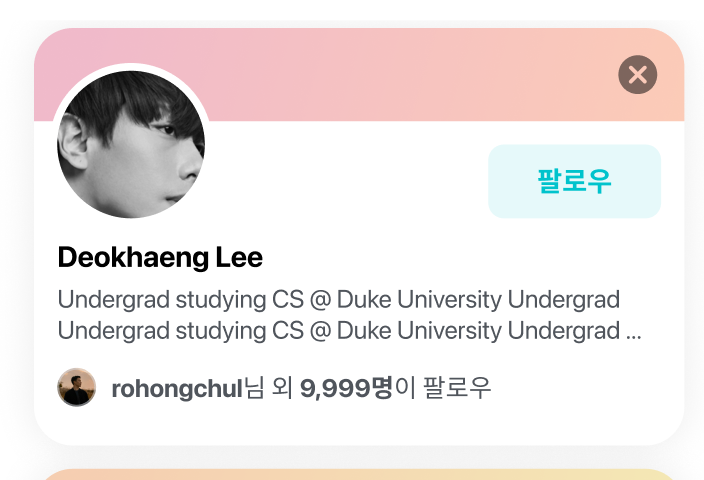 팔로우
Deokhaeng Lee
Undergrad studying CS @ Duke University Undergrad
Undergrad studying CS @ Duke University Undergrad ...
rohongchul님 외 9,999명이 팔로우